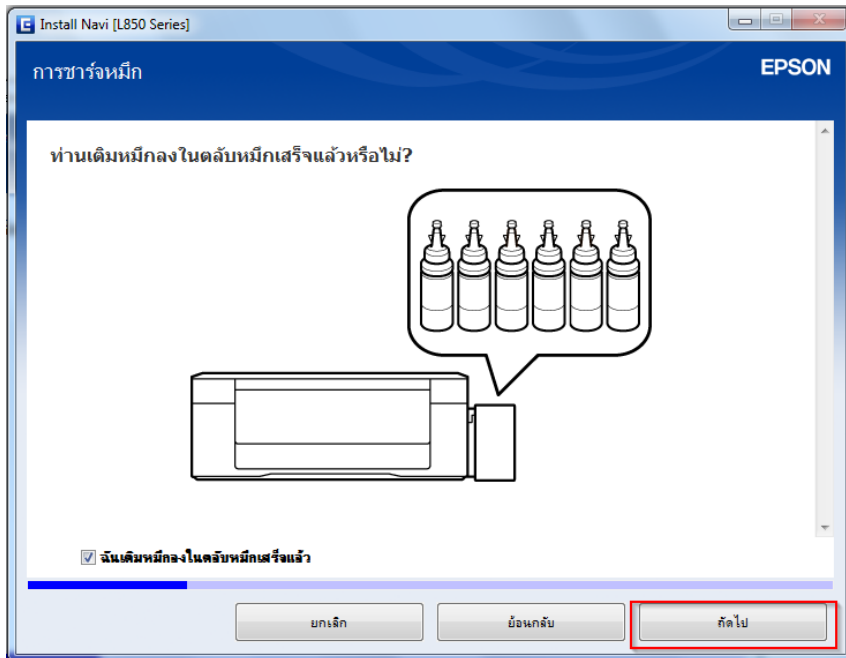 Install Navi [L850 Series]
การชาร์จหมึก
EPSON
ท่านเติมหมึกลงในตลับหมึกเสร็จแล้วหรือไม่?
ฉันเติมหมึกลงในตลับหมึกเสร็จแล้ว
ยกเลิก
ย้อนกลับ
ถัดไป